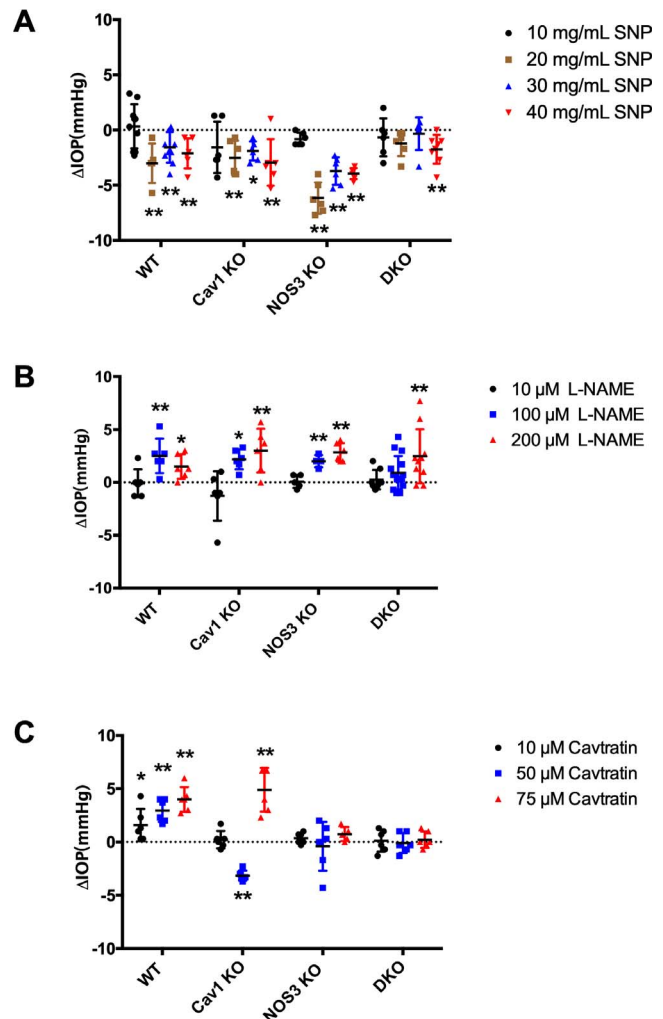 A
10 mg/mL SNP
20 mg/mL SNP
30 mg/mL SNP
40 mg/mL SNP
ΔIOP(mmHg)
5
0
-5
-10
10
** ** **
** * **
** ** **
**
WT
Cav1 KO
NOS3 KO
DKO
B
10 µM L-NAME
100 µM L-NAME
200 µM L-NAME
ΔIOP(mmHg)
10
5
0
-5
-10
** *
* **
** **
**
WT
Cav1 KO
NOS3 KO
DKO
C
10 µM Cavtratin
50 µM Cavtratin
75 µM Cavtratin
ΔIOP(mmHg)
10
5
0
-5
-10
* ** **
** **
WT
Cav1 KO
NOS3 KO
DKO